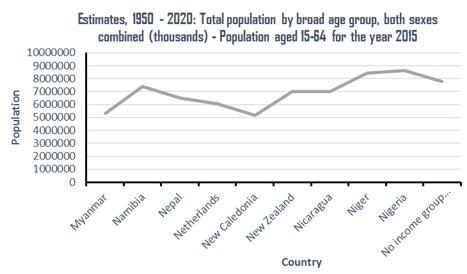 Estimates, 1950 - 2020: Total population by broad age group, both sexes
combined (thousands) - Population aged 15-64 for the year 2015
10000000
9000000
8000000
7000000
6000000
5000000
4000000
3000000
2000000
1000000
0
Population
Myanmar
Namibia
Nepal
Netherlands
New Caledonia
New Zealand
Nicaragua
Niger
Nigeria
No income group...
Country